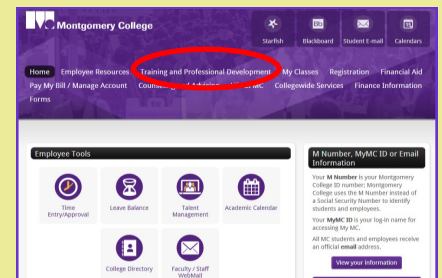 Montgomery College
Starfish
Blackboard
Student E-mail
Calendars
Home Employee Resources Training and Professional Development My Classes Registration Financial Aid
Pay My Bill / Manage Account Counseling and Advising MC Collegewide Services Finance Information
Forms
Employee Tools
Time Entry/Approval
Leave Balance
Talent Management
Academic Calendar
College Directory
Faculty / Staff WebMail
M Number, MyMC ID or Email
Information
Your M Number is your Montgomery
College ID number; Montgomery
College uses the M Number instead of
a Social Security Number to identify
students and employees.
Your MyMC ID is your log-in name for
accessing My MC.
All MC students and employees receive
an official email address.
View your Information